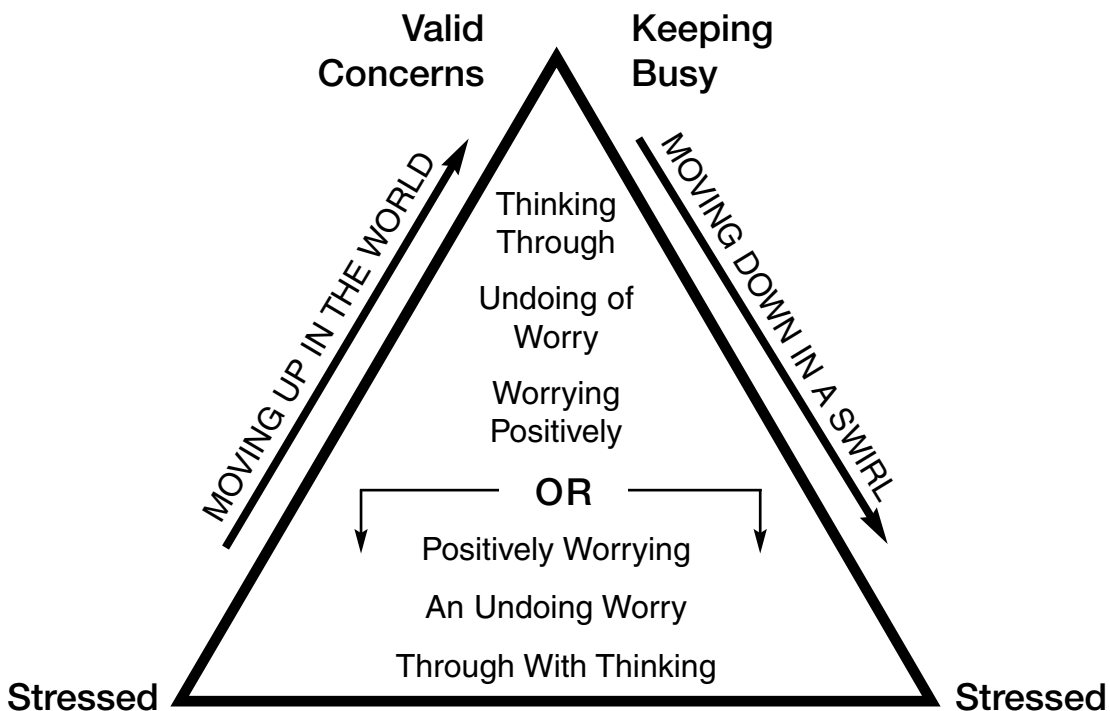 Valid
Concerns
Keeping
Busy
MOVING UP IN THE WORLD
MOVING DOWN IN A SWIRL
Thinking
Through
Undoing of
Worry
Worrying
Positively
OR
Positively Worrying
An Undoing Worry
Through With Thinking
Stressed
Stressed